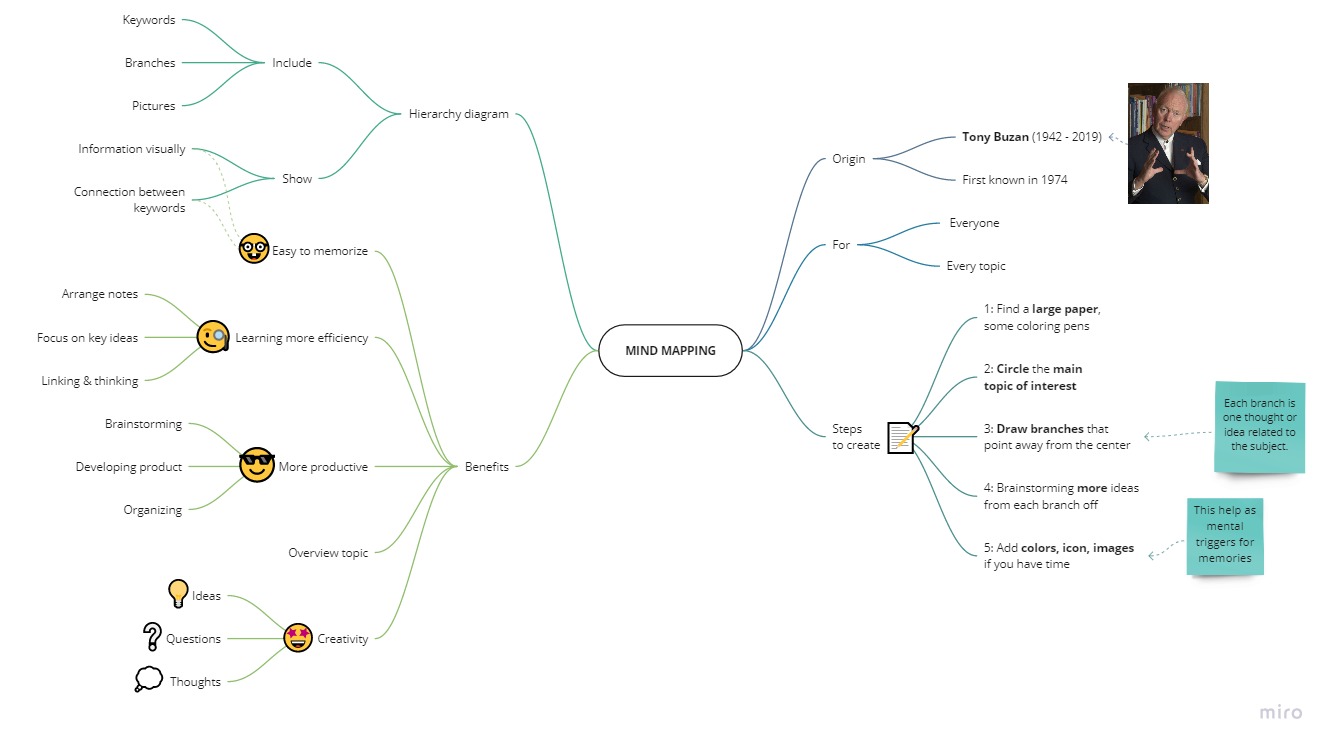 Keywords
Branches
Pictures
Include
Information visually
Connection between
keywords
Show
Hierarchy diagram
Easy to memorize
Arrange notes
Focus on key ideas
Linking & thinking
Learning more efficiency
Brainstorming
Developing product
Organizing
More productive
Overview topic
Ideas
Questions
Thoughts
Creativity
Benefits
MIND MAPPING
Origin
Tony Buzan (1942 - 2019)
First known in 1974
For
Everyone
Every topic
Steps
to create
1: Find a large paper,
some coloring pens
2: Circle the main
topic of interest
3: Draw branches that
point away from the center
Each branch is
one thought or
idea related to
the subject.
4: Brainstorming more ideas
from each branch off
5: Add colors, icon, images
if you have time
This help as
mental
triggers for
memories
miro